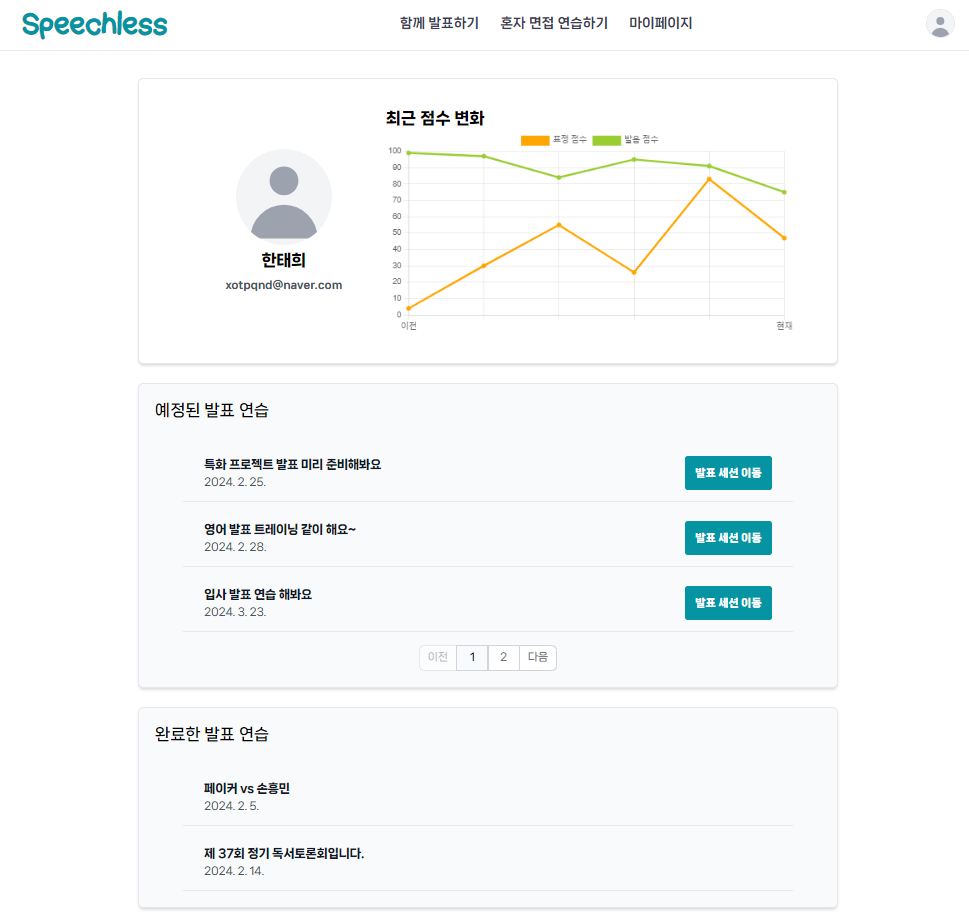 Speechless
함께 발표하기 혼자 면접 연습하기 마이페이지
최근 점수 변화
표정 점수 발음 점수
100
90
80
70
60
50
40
30
20
10
0
이전 현재
한태희
xotpqnd@naver.com
예정된 발표 연습
특화 프로젝트 발표 미리 준비해봐요
2024. 2. 25.
발표 세션 이동
영어 발표 트레이닝 같이 해요~
2024. 2. 28.
발표 세션 이동
입사 발표 연습 해봐요
2024. 3. 23.
발표 세션 이동
이전 1 2 다음
완료한 발표 연습
페이커 vs 손흥민
2024. 2. 5.
제 37회 정기 독서토론회입니다.
2024. 2. 14.